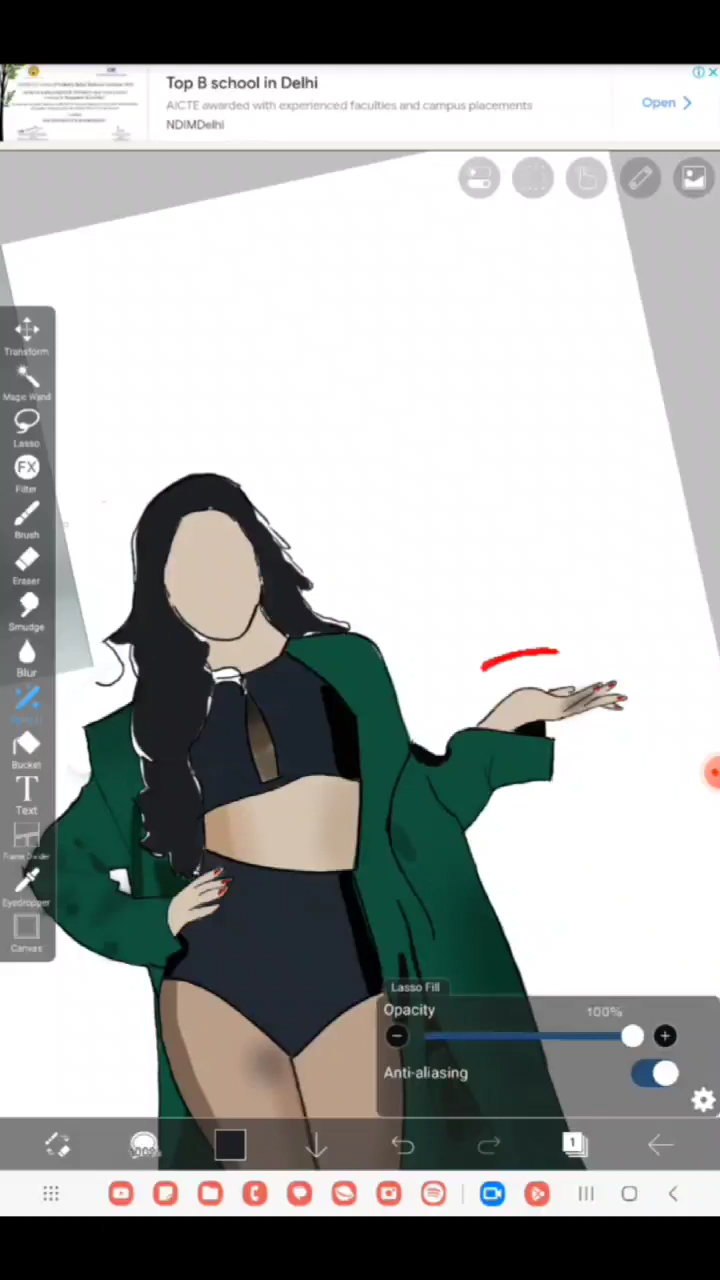 Top B school in Delhi
AICTE awarded with experienced faculties and campus placements
NDIMDelhi
Open
Transform
Magic Wand
Lasso
FX
Filter
Brush
Eraser
Smudge
Blur
Bucket
T
Text
Frame Divider
Eyedropper
Canvas
Lasso Fill
Opacity
100%
Anti-aliasing
100%
1